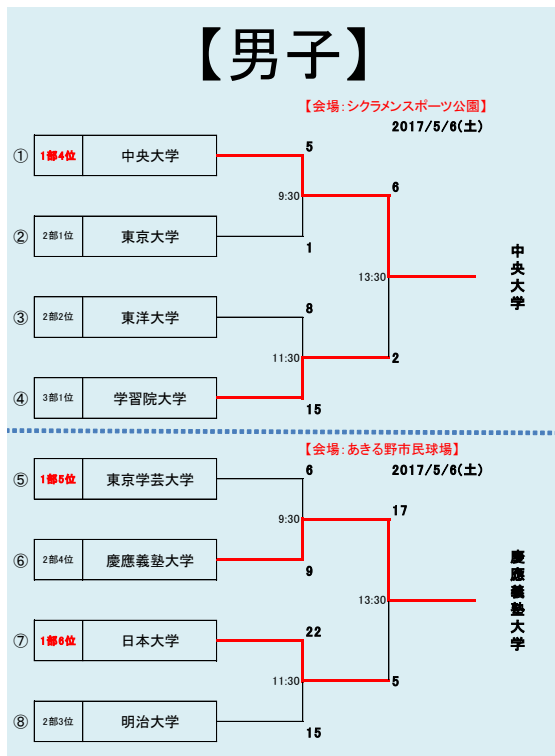 【男子】
【会場:シクラメンスポーツ公園】
2017/5/6(土)
① 1部4位 中央大学 5
9:30
6
② 2部1位 東京大学 1
13:30
中央大学
③ 2部2位 東洋大学 8
11:30
2
④ 3部1位 学習院大学 15
【会場:あきる野市民球場】
2017/5/6(土)
⑤ 1部5位 東京学芸大学 6
9:30
17
⑥ 2部4位 慶應義塾大学 9
13:30
慶應義塾大学
⑦ 1部6位 日本大学 22
11:30
5
⑧ 2部3位 明治大学 15